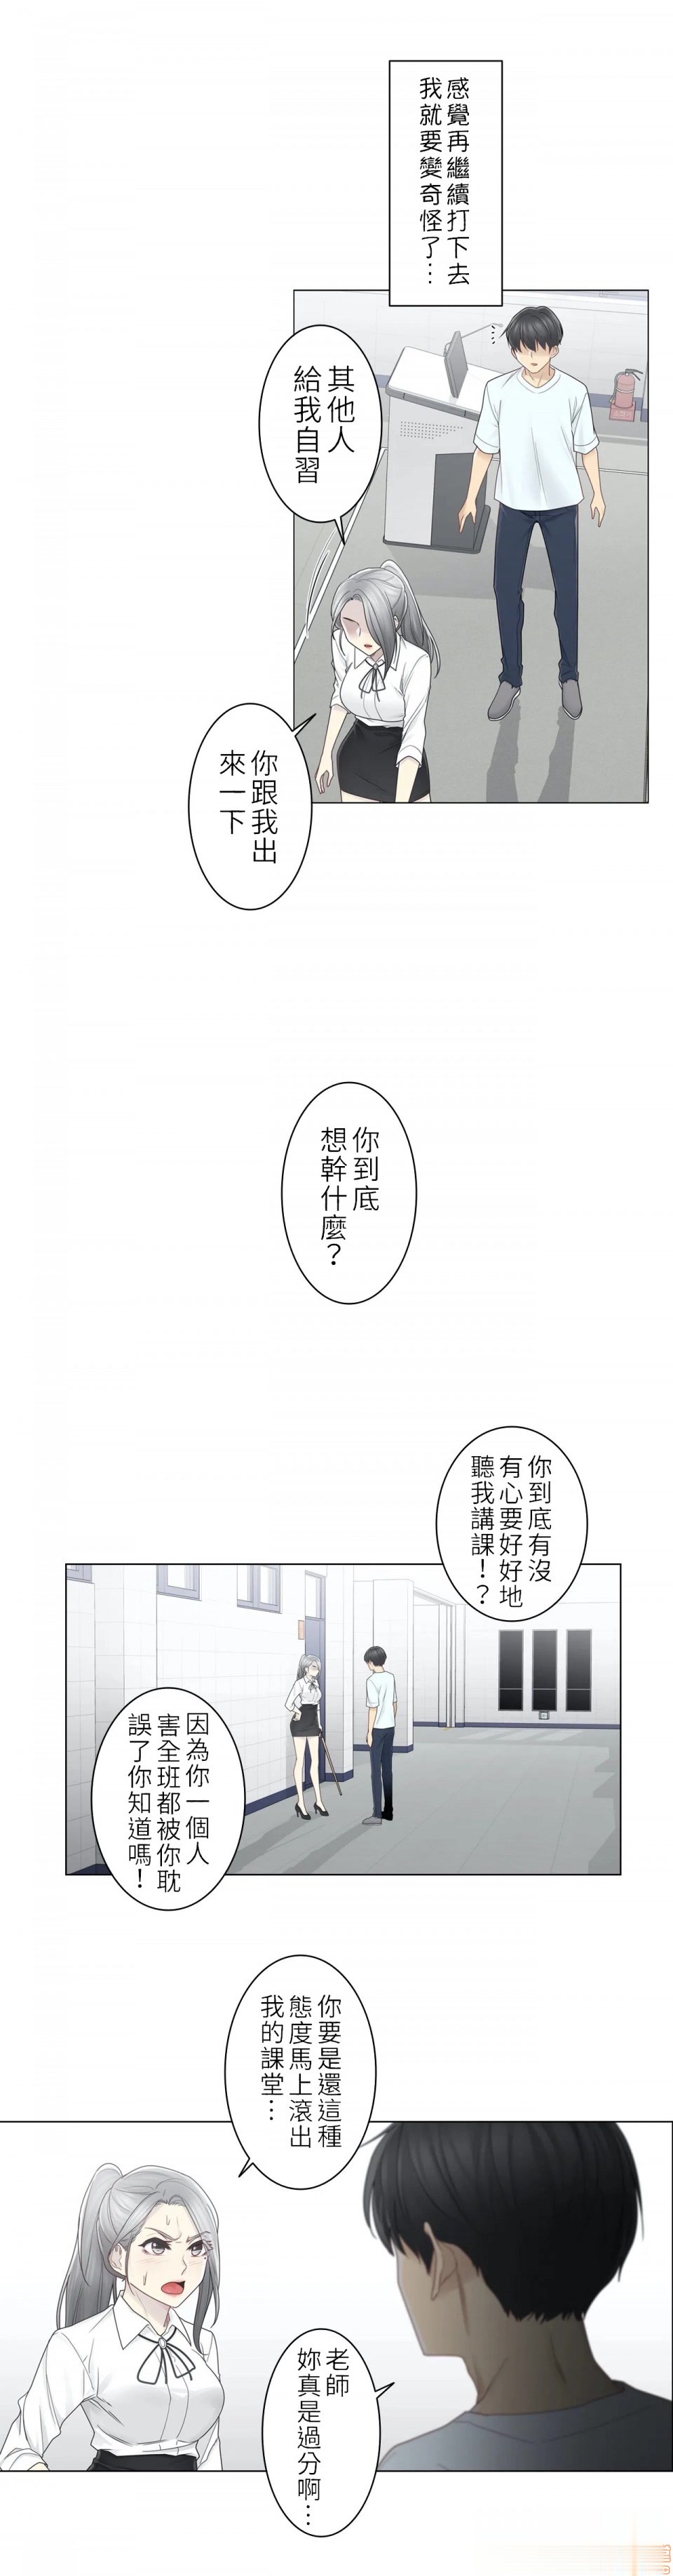 感覺再繼續打下去
我就要變奇怪了…
其他人
給我自習
你跟我出
來一下
你到底
想幹什麼？
你到底有沒
有心要好好地
聽我講課！？
因為你一個人
害全班都被你耽
誤了你知道嗎！
你要是還這種
態度馬上滾出
我的課堂…
老師
妳真是過分啊…